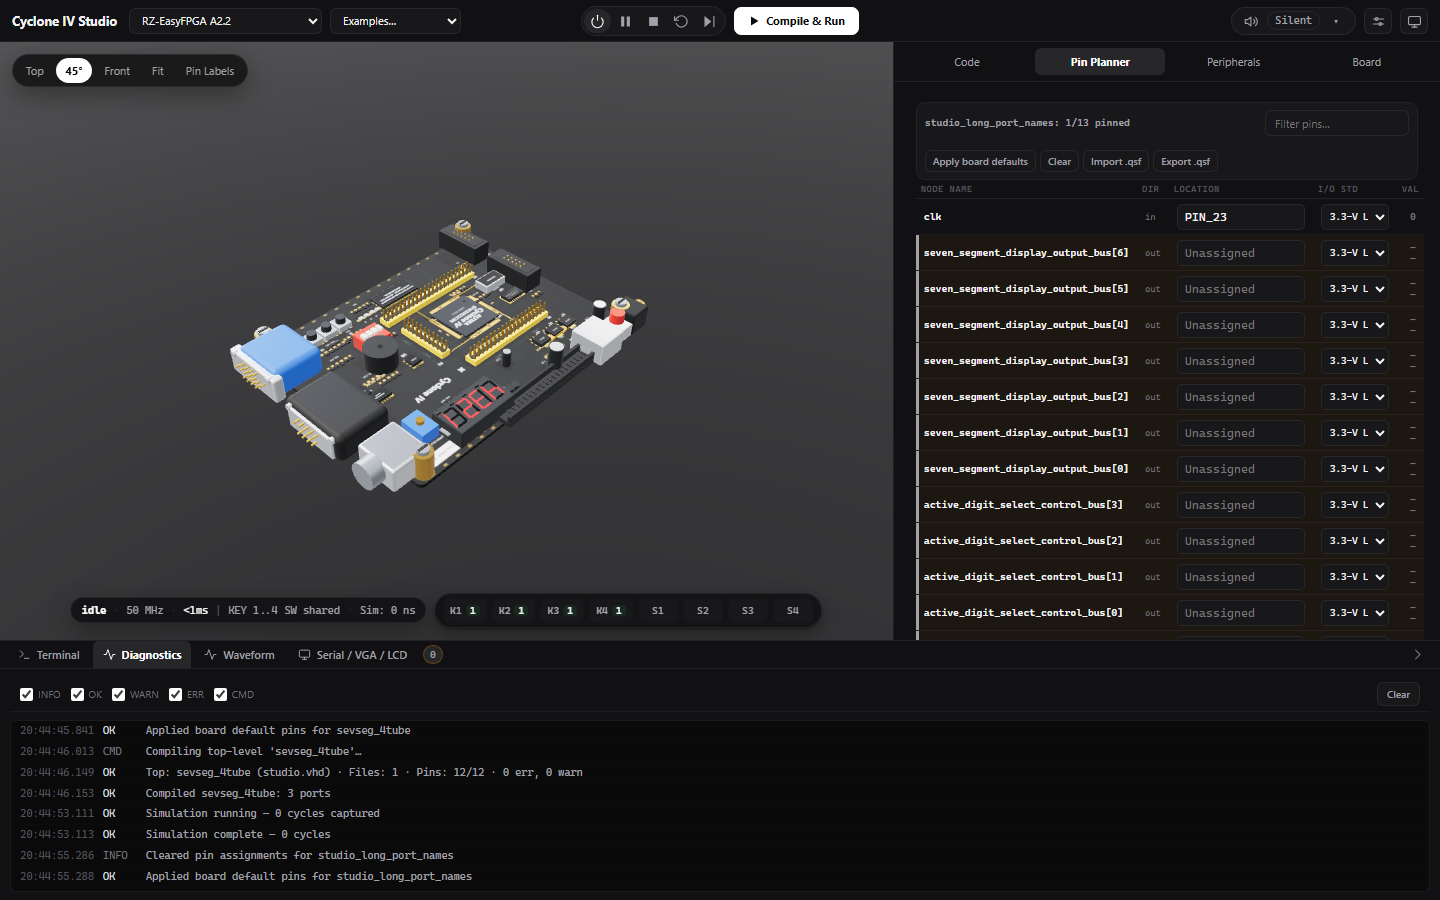 Cyclone IV Studio
RZ-EasyFPGA A2.2
Examples...
Compile & Run
Silent
Top
45°
Front
Fit
Pin Labels
Code
Pin Planner
Peripherals
Board
studio_long_port_names: 1/13 pinned
Filter pins...
Apply board defaults
Clear
Import .qsf
Export .qsf
NODE NAME DIR LOCATION I/O STD VAL
clk in PIN_23 3.3-V L 0
seven_segment_display_output_bus[6] out Unassigned 3.3-V L --
seven_segment_display_output_bus[5] out Unassigned 3.3-V L --
seven_segment_display_output_bus[4] out Unassigned 3.3-V L --
seven_segment_display_output_bus[3] out Unassigned 3.3-V L --
seven_segment_display_output_bus[2] out Unassigned 3.3-V L --
seven_segment_display_output_bus[1] out Unassigned 3.3-V L --
seven_segment_display_output_bus[0] out Unassigned 3.3-V L --
active_digit_select_control_bus[3] out Unassigned 3.3-V L --
active_digit_select_control_bus[2] out Unassigned 3.3-V L --
active_digit_select_control_bus[1] out Unassigned 3.3-V L --
active_digit_select_control_bus[0] out Unassigned 3.3-V L --
Cyclone IV
Cyclone IV
idle · 50 MHz · <1ms | KEY 1..4 SW shared · Sim: 0 ns
K1 1 K2 1 K3 1 K4 1 S1 S2 S3 S4
Terminal
Diagnostics
Waveform
Serial / VGA / LCD
0
INFO OK WARN ERR CMD
Clear
20:44:45.841 OK Applied board default pins for sevseg_4tube
20:44:46.013 CMD Compiling top-level 'sevseg_4tube'…
20:44:46.149 OK Top: sevseg_4tube (studio.vhd) · Files: 1 · Pins: 12/12 · 0 err, 0 warn
20:44:46.153 OK Compiled sevseg_4tube: 3 ports
20:44:53.111 OK Simulation running — 0 cycles captured
20:44:53.113 OK Simulation complete — 0 cycles
20:44:55.286 INFO Cleared pin assignments for studio_long_port_names
20:44:55.288 OK Applied board default pins for studio_long_port_names